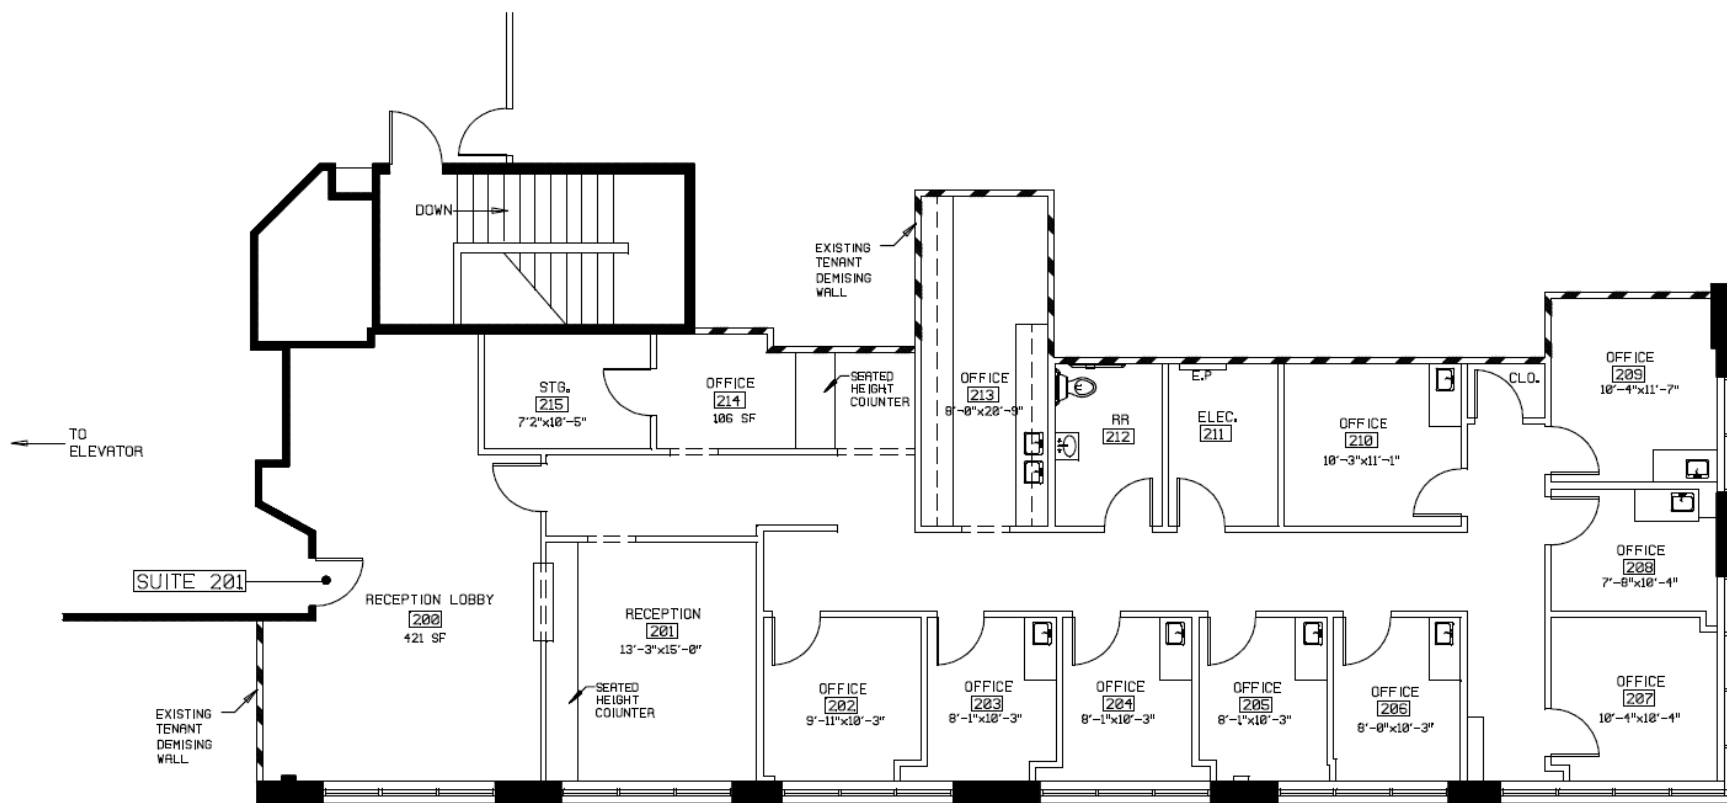 DOWN
EXISTING
TENANT
DEMISING
WALL
TO
ELEVATOR
STG.
215
7'2"x10'-5"
OFFICE
214
106 SF
SEATED
HEIGHT
COIUNTER
OFFICE
213
8'-0"x20'-9"
RR
212
E.P
ELEC.
211
OFFICE
210
10'-3"x11'-1"
CLO.
OFFICE
209
10'-4"x11'-7"
OFFICE
208
7'-8"x10'-4"
SUITE 201
RECEPTION LOBBY
200
421 SF
RECEPTION
201
13'-3"x15'-0"
SEATED
HEIGHT
COIUNTER
OFFICE
202
9'-11"x10'-3"
OFFICE
203
8'-1"x10'-3"
OFFICE
204
8'-1"x10'-3"
OFFICE
205
8'-1"x10'-3"
OFFICE
206
8'-0"x10'-3"
OFFICE
207
10'-4"x10'-4"
EXISTING
TENANT
DEMISING
WALL